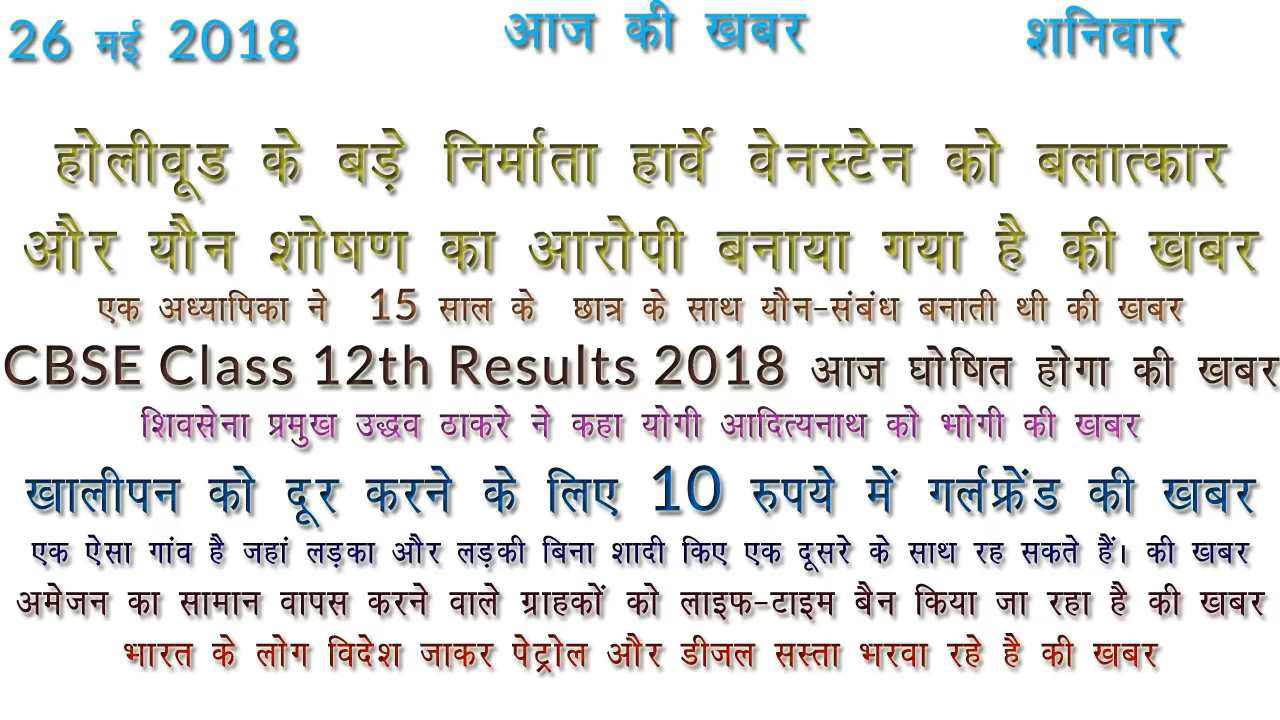 26 मई 2018 आज की खबर शनिवार
होलीवूड के बड़े निर्माता हार्वे वेनस्टेन को बलात्कार
और यौन शोषण का आरोपी बनाया गया है की खबर
एक अध्यापिका ने 15 साल के छात्र के साथ यौन-संबंध बनाती थी की खबर
CBSE Class 12th Results 2018 आज घोषित होगा की खबर
शिवसेना प्रमुख उद्धव ठाकरे ने कहा योगी आदित्यनाथ को भोगी की खबर
खालीपन को दूर करने के लिए 10 रुपये में गर्लफ्रेंड की खबर
एक ऐसा गांव है जहां लड़का और लड़की बिना शादी किए एक दूसरे के साथ रह सकते हैं। की खबर
अमेजन का सामान वापस करने वाले ग्राहकों को लाइफ-टाइम बैन किया जा रहा है की खबर
भारत के लोग विदेश जाकर पेट्रोल और डीजल सस्ता भरवा रहे है की खबर